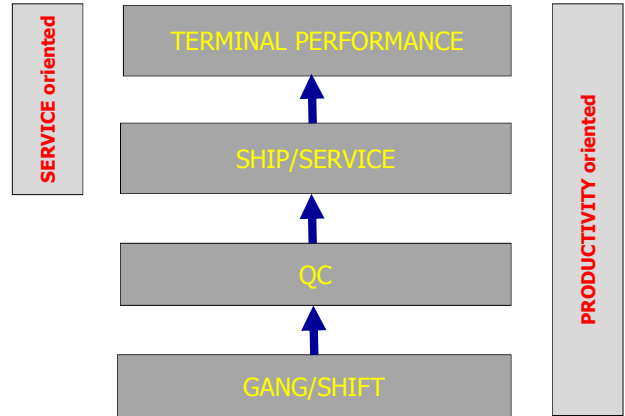 TERMINAL PERFORMANCE
SERVICE oriented
SHIP/SERVICE
PRODUCTIVITY oriented
QC
GANG/SHIFT